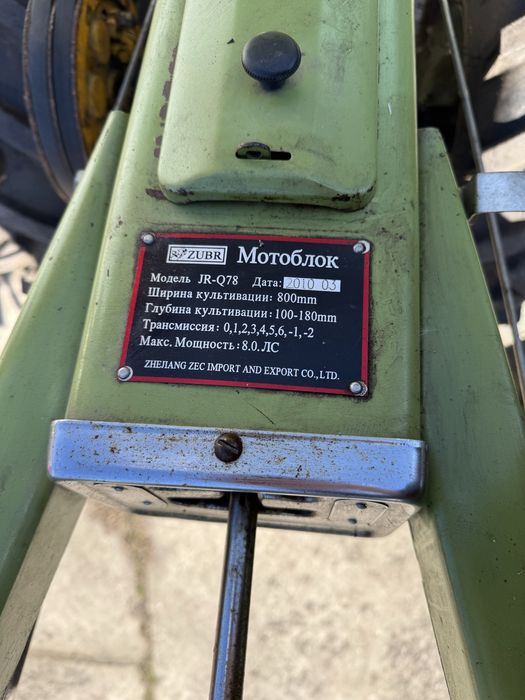 ZUBR Мотоблок
Модель JR-Q78 Дата: 2010 03
Ширина культивации: 800mm
Глубина культивации: 100-180mm
Трансмиссия: 0,1,2,3,4,5,6,-1,-2
Макс. Мощность: 8.0.ЛС
ZHEJIANG ZEC IMPORT AND EXPORT CO.,LTD.